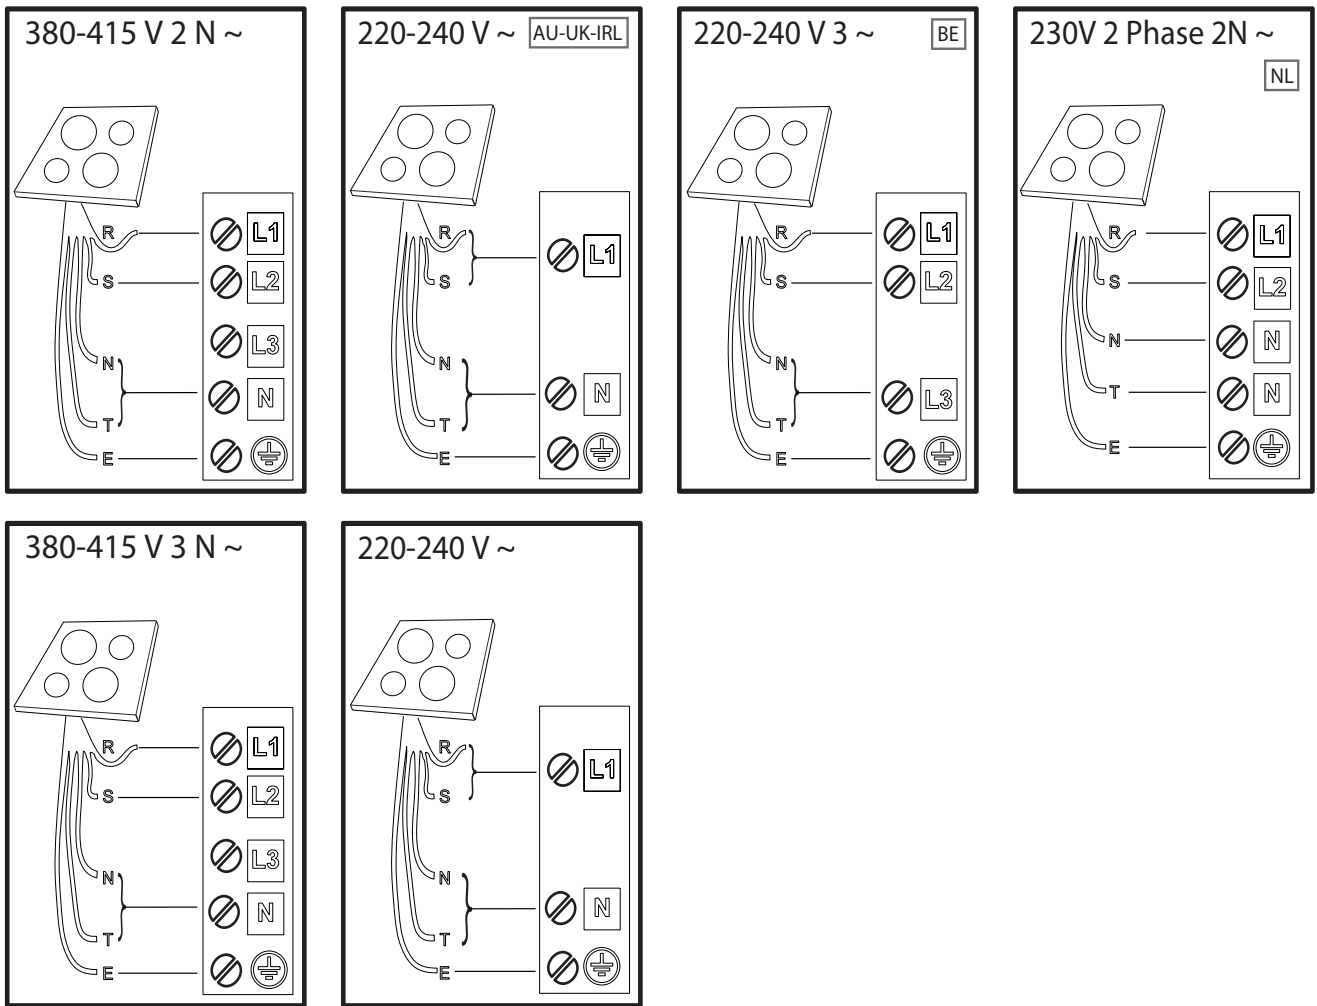 380-415 V 2 N ~
R L1
S L2
L3
N
N
T
E
220-240 V ~ AU-UK-IRL
R
L1
S
N
N
T
E
220-240 V 3 ~ BE
R L1
S L2
N
L3
T
E
230V 2 Phase 2N ~
NL
R L1
S L2
N N
T N
E
380-415 V 3 N ~
R L1
S L2
L3
N
N
T
E
220-240 V ~
R
L1
S
N
N
T
E